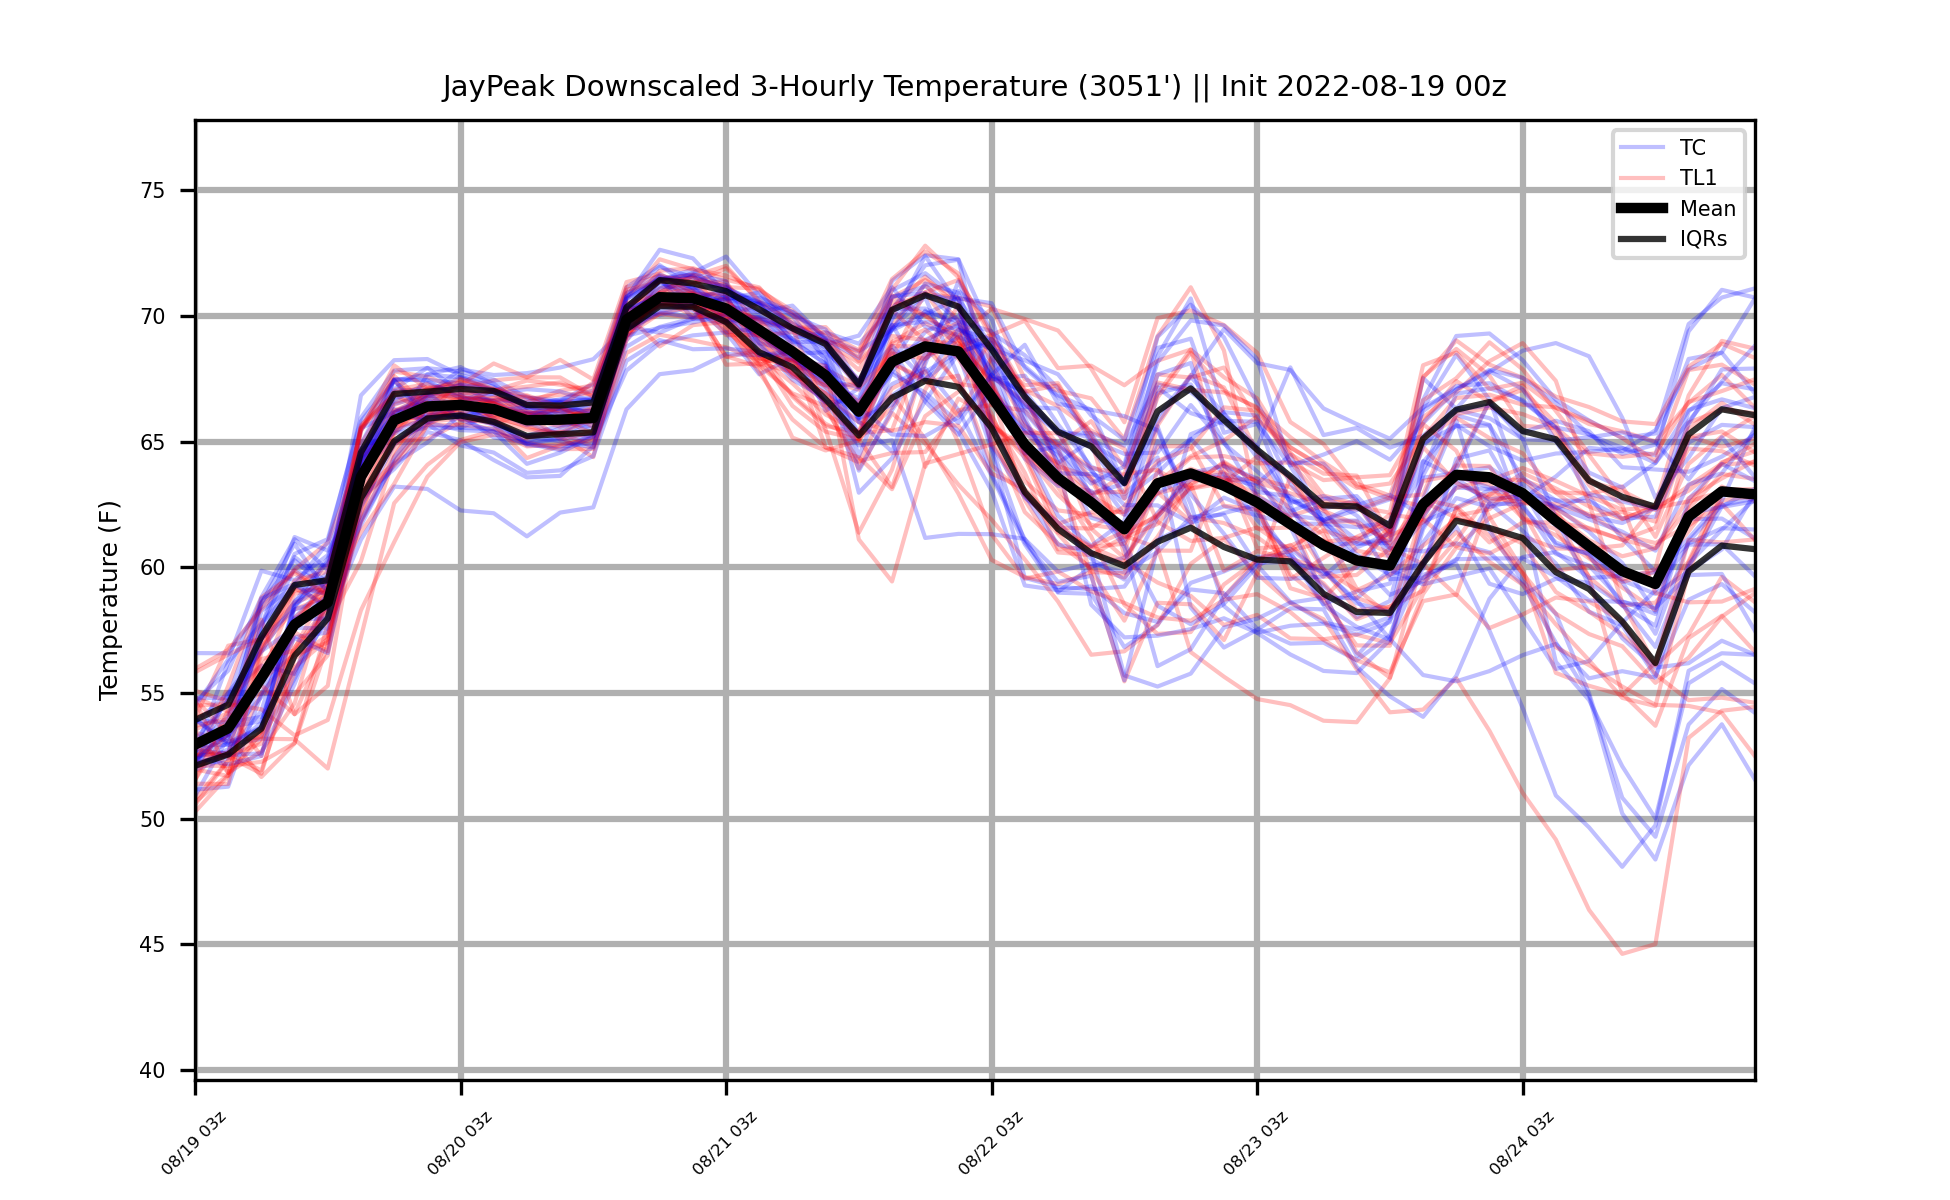 JayPeak Downscaled 3-Hourly Temperature (3051') || Init 2022-08-19 00z
TC
TL1
Mean
IQRs
Temperature (F)
75
70
65
60
55
50
45
40
08/19 03z
08/20 03z
08/21 03z
08/22 03z
08/23 03z
08/24 03z